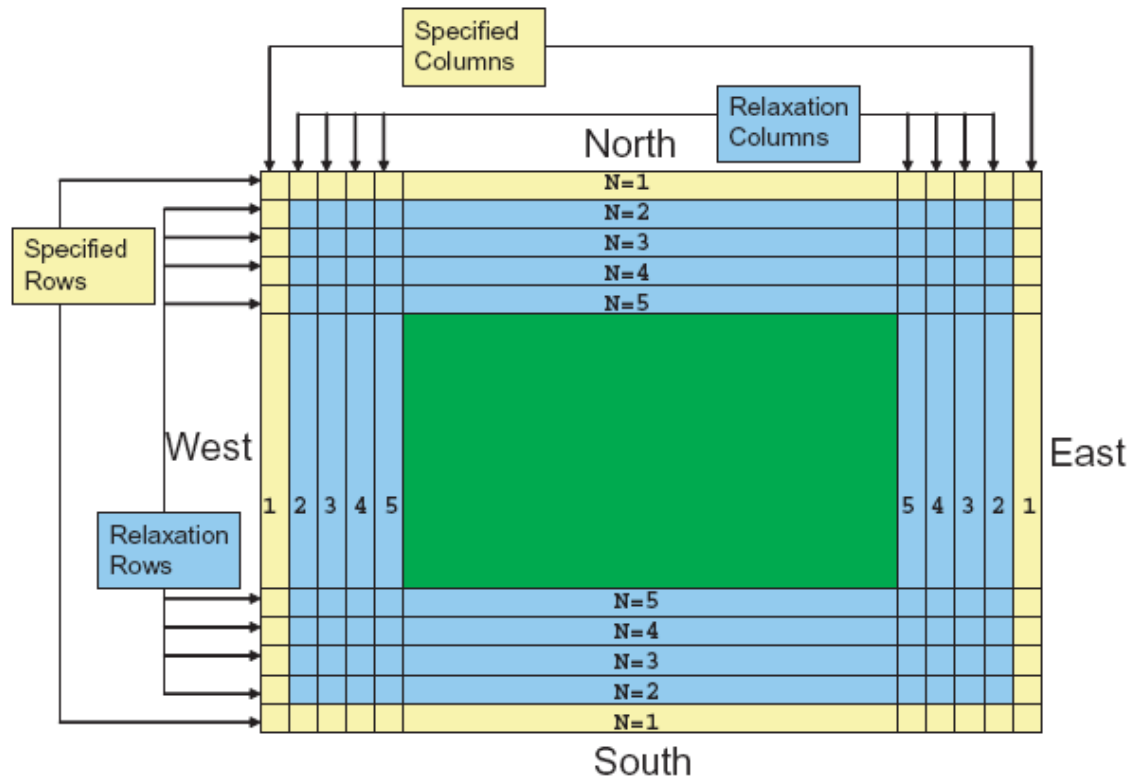 Specified
Columns
Relaxation
Columns
North
N=1
N=2
N=3
N=4
N=5
Specified
Rows
West
East
1 2 3 4 5
5 4 3 2 1
Relaxation
Rows
N=5
N=4
N=3
N=2
N=1
South